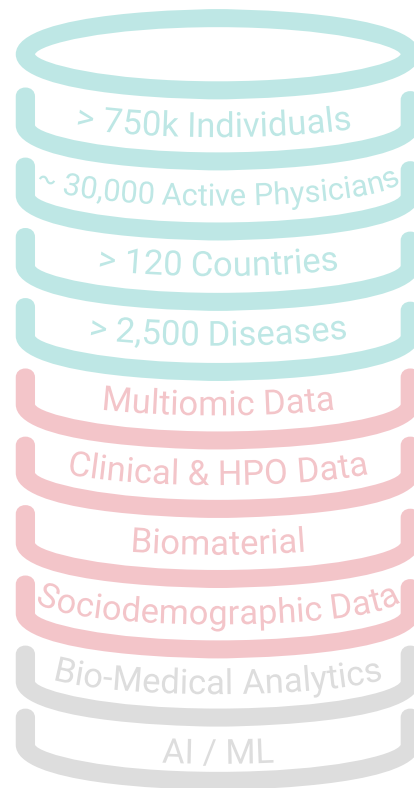 > 750k Individuals
~ 30,000 Active Physicians
> 120 Countries
> 2,500 Diseases
Multiomic Data
Clinical & HPO Data
Biomaterial
Sociodemographic Data
Bio-Medical Analytics
AI / ML